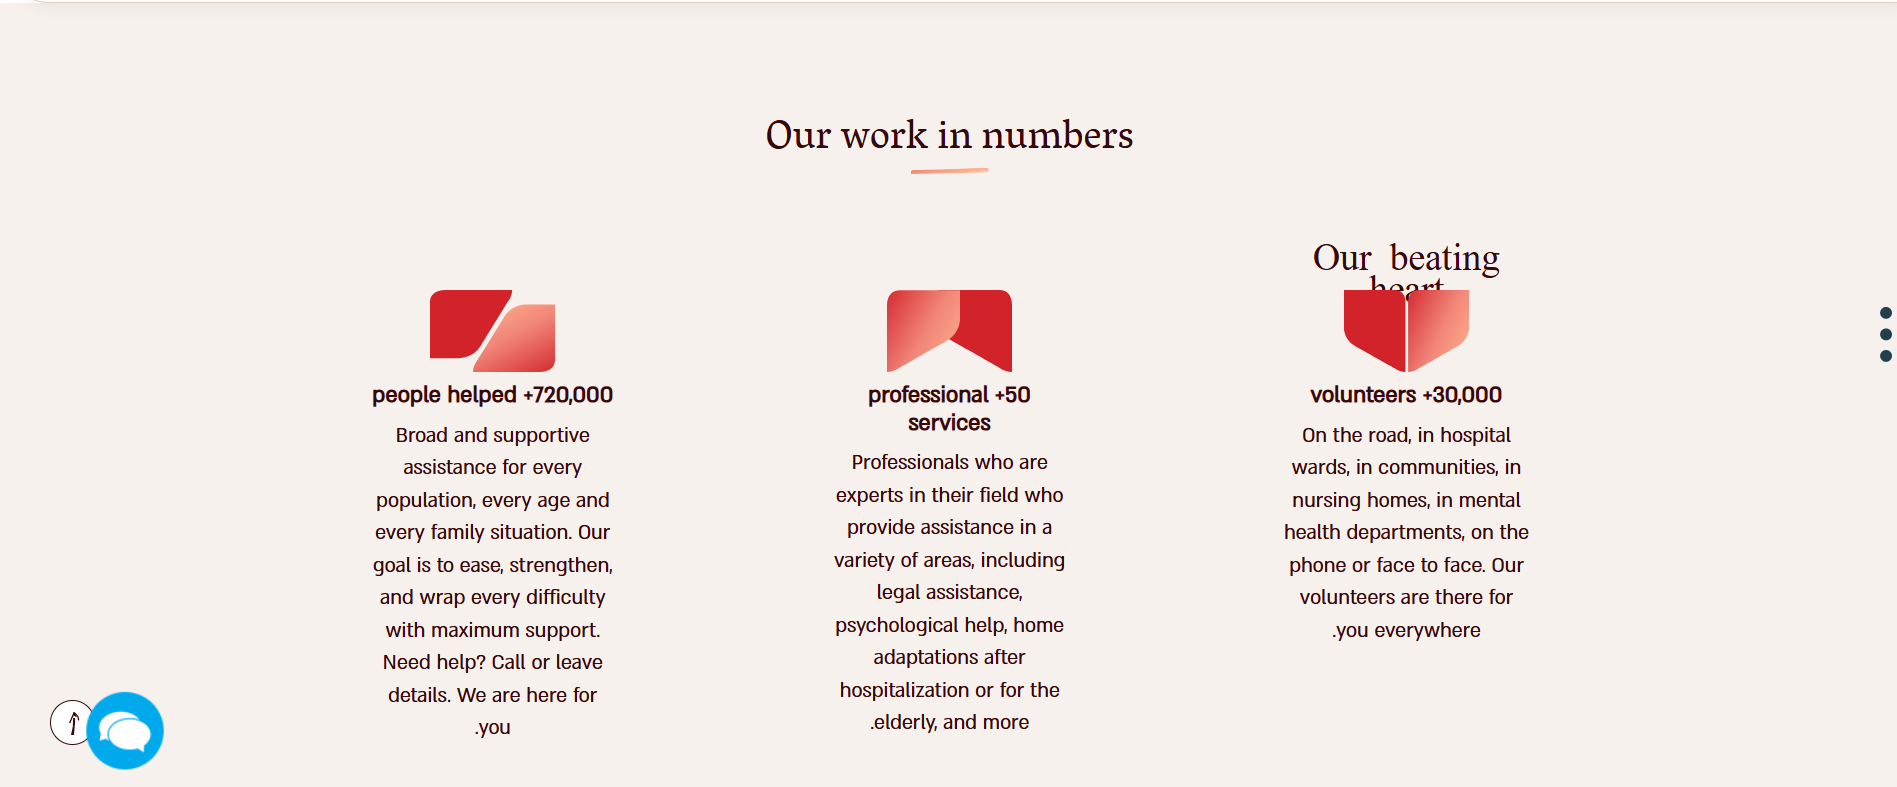 Our work in numbers
people helped +720,000
Broad and supportive
assistance for every
population, every age and
every family situation. Our
goal is to ease, strengthen,
and wrap every difficulty
with maximum support.
Need help? Call or leave
details. We are here for
.you
professional +50
services
Professionals who are
experts in their field who
provide assistance in a
variety of areas, including
legal assistance,
psychological help, home
adaptations after
hospitalization or for the
.elderly, and more
Our beating
heart
volunteers +30,000
On the road, in hospital
wards, in communities, in
nursing homes, in mental
health departments, on the
phone or face to face. Our
volunteers are there for
.you everywhere